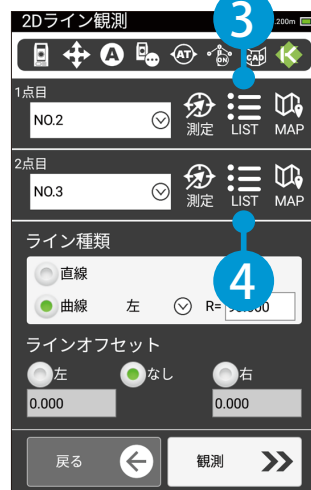 2Dライン観測
3
.200m
A
AT
ON
CAD
1点目
NO.2
測定 LIST MAP
2点目
NO.3
測定 LIST MAP
ライン種類
直線
4
曲線 左 R=
ラインオフセット
左 なし 右
0.000 0.000
戻る 観測